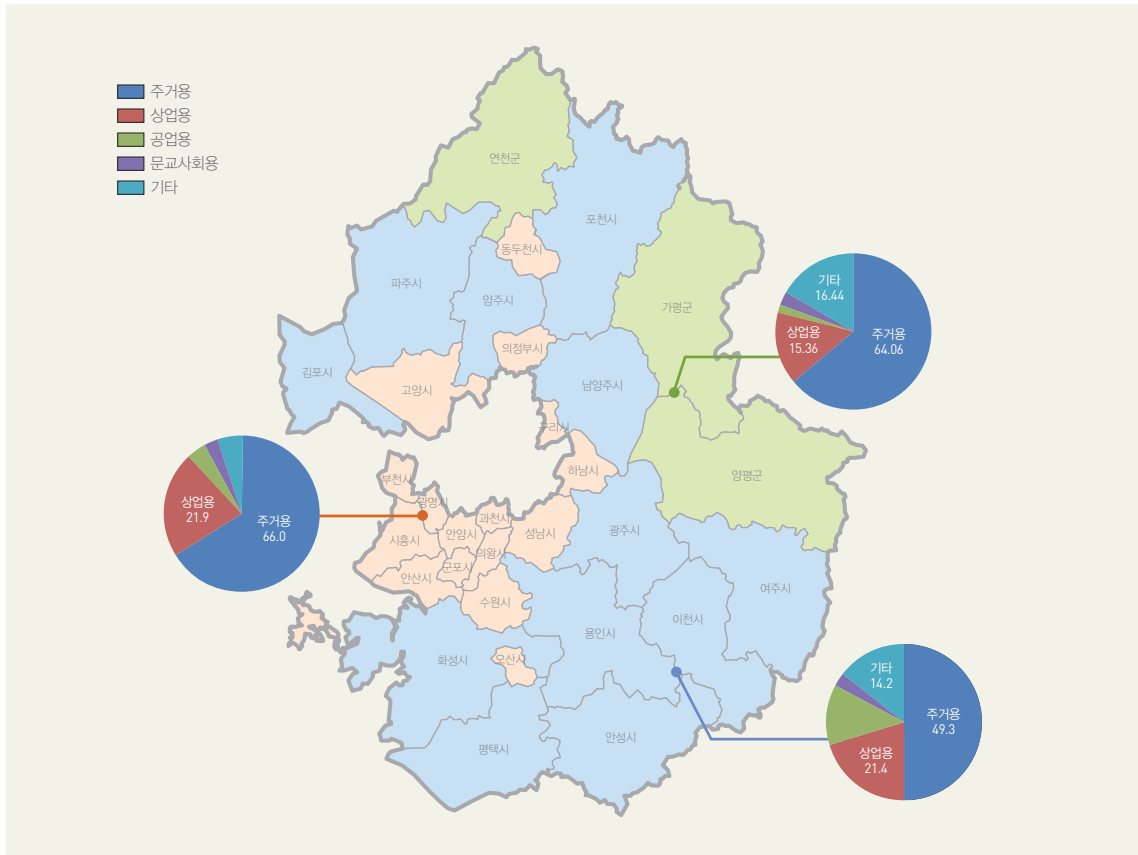 주거용
상업용
공업용
문교사회용
기타
연천군
포천시
동두천시
파주시
양주시
가평군
의정부시
김포시
고양시
남양주시
구리시
하남시
양평군
부천시
광명시
과천시
시흥시
안양시
성남시
광주시
의왕시
군포시
안산시
수원시
여주시
이천시
용인시
화성시
오산시
평택시
안성시
기타
16.44
상업용
15.36
주거용
64.06
상업용
21.9
주거용
66.0
기타
14.2
주거용
49.3
상업용
21.4